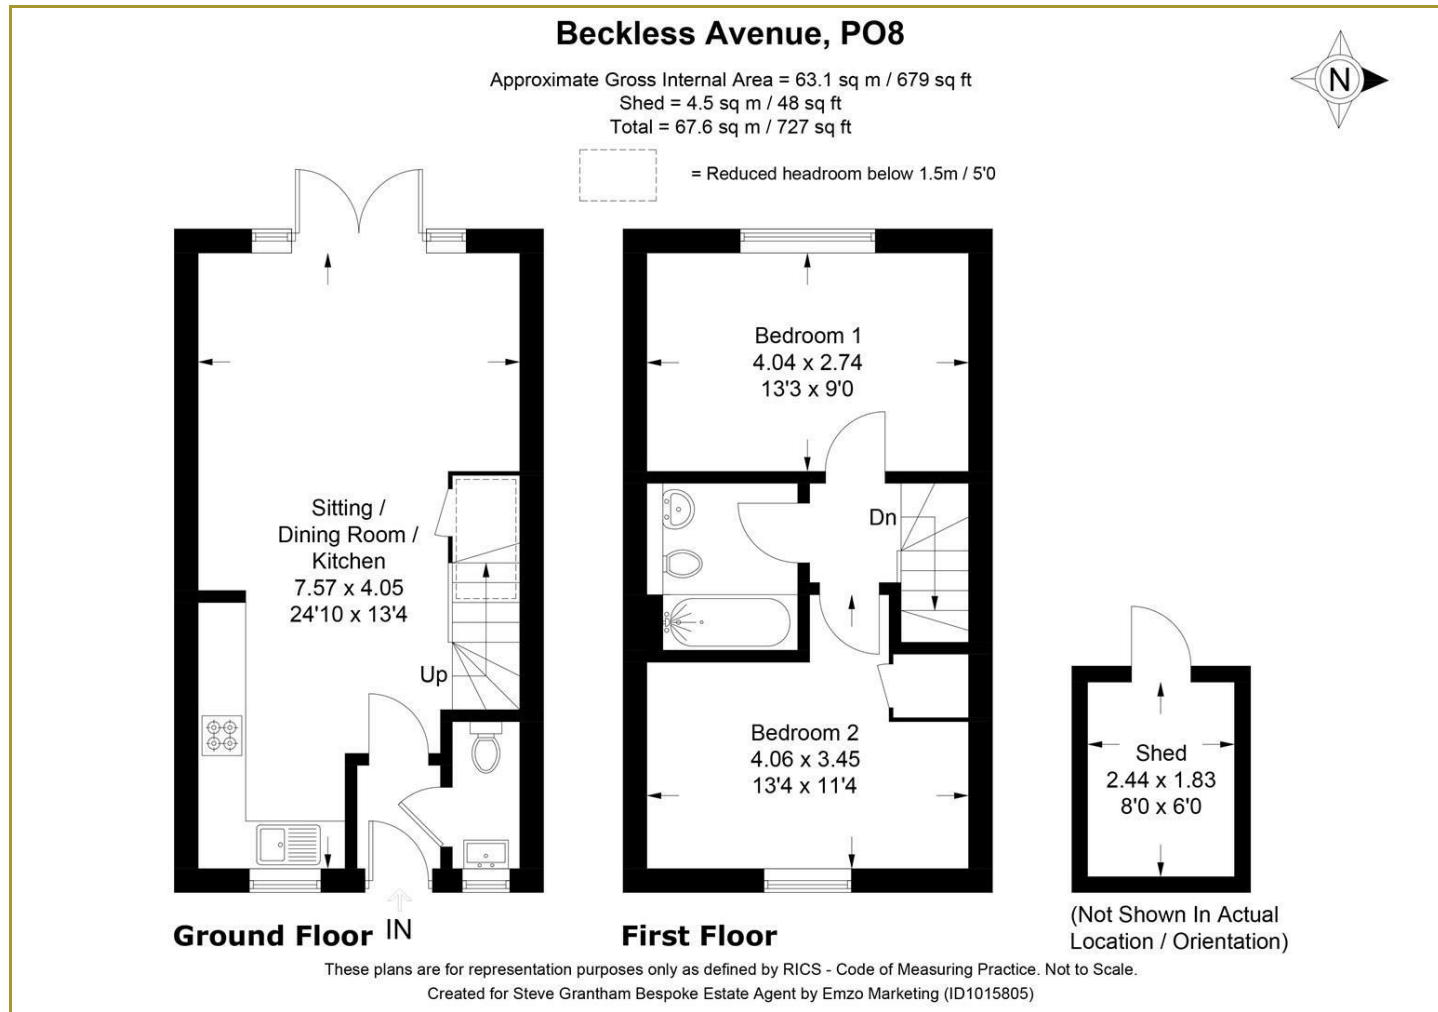 Beckless Avenue, PO8
Approximate Gross Internal Area = 63.1 sq m / 679 sq ft
Shed = 4.5 sq m / 48 sq ft
Total = 67.6 sq m / 727 sq ft
N
= Reduced headroom below 1.5m / 5'0
Sitting /
Dining Room /
Kitchen
7.57 x 4.05
24'10 x 13'4
Up
IN
Ground Floor
Bedroom 1
4.04 x 2.74
13'3 x 9'0
Dn
Bedroom 2
4.06 x 3.45
13'4 x 11'4
First Floor
Shed
2.44 x 1.83
8'0 x 6'0
(Not Shown In Actual
Location / Orientation)
These plans are for representation purposes only as defined by RICS - Code of Measuring Practice. Not to Scale.
Created for Steve Grantham Bespoke Estate Agent by Emzo Marketing (ID1015805)